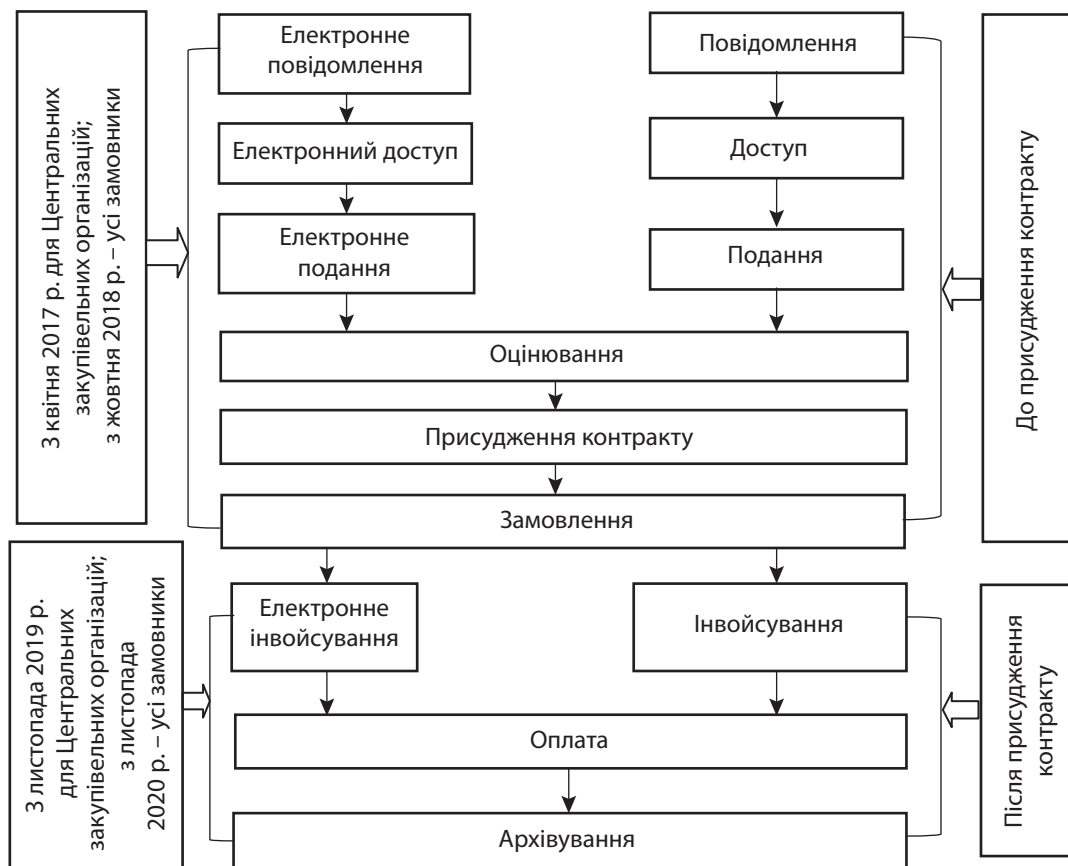 З квітня 2017 р. для Центральних
закупівельних організацій;
з жовтня 2018 р. – усі замовники
Електронне
повідомлення
Повідомлення
Електронний доступ
Доступ
Електронне
подання
Подання
Оцінювання
Присудження контракту
Замовлення
До присудження контракту
З листопада 2019 р.
для Центральних
закупівельних організацій;
з листопада
2020 р. – усі замовники
Електронне
інвойсування
Інвойсування
Оплата
Архівування
Після присудження
контракту